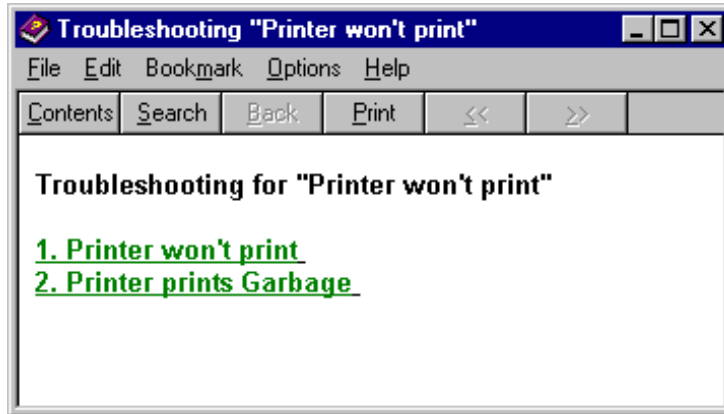 Troubleshooting "Printer won't print"
File Edit Bookmark Options Help
Contents Search Back Print << >>
Troubleshooting for "Printer won't print"
1. Printer won't print
2. Printer prints Garbage